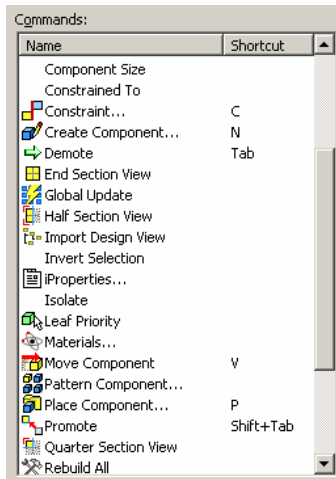 Commands:
Name Shortcut
Component Size
Constrained To
Constraint... C
Create Component... N
Demote Tab
End Section View
Global Update
Half Section View
Import Design View
Invert Selection
iProperties...
Isolate
Leaf Priority
Materials...
Move Component V
Pattern Component...
Place Component... P
Promote Shift+Tab
Quarter Section View
Rebuild All